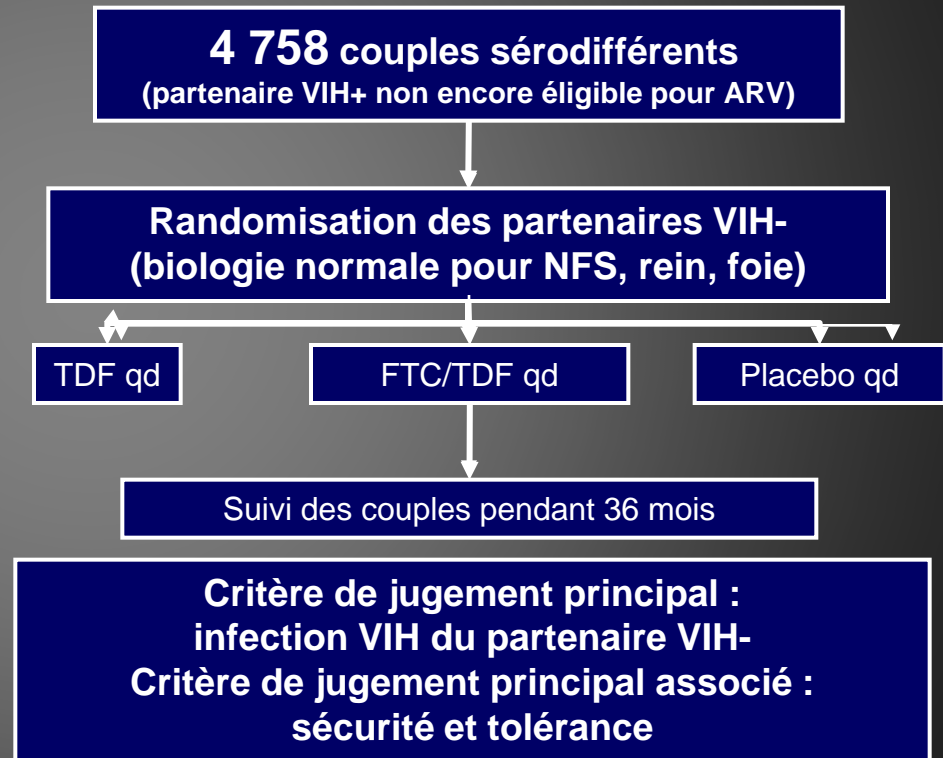 4 758 couples sérodifférents
(partenaire VIH+ non encore éligible pour ARV)
Randomisation des partenaires VIH-
(biologie normale pour NFS, rein, foie)
TDF qd
FTC/TDF qd
Placebo qd
Suivi des couples pendant 36 mois
Critère de jugement principal :
infection VIH du partenaire VIH-
Critère de jugement principal associé :
sécurité et tolérance